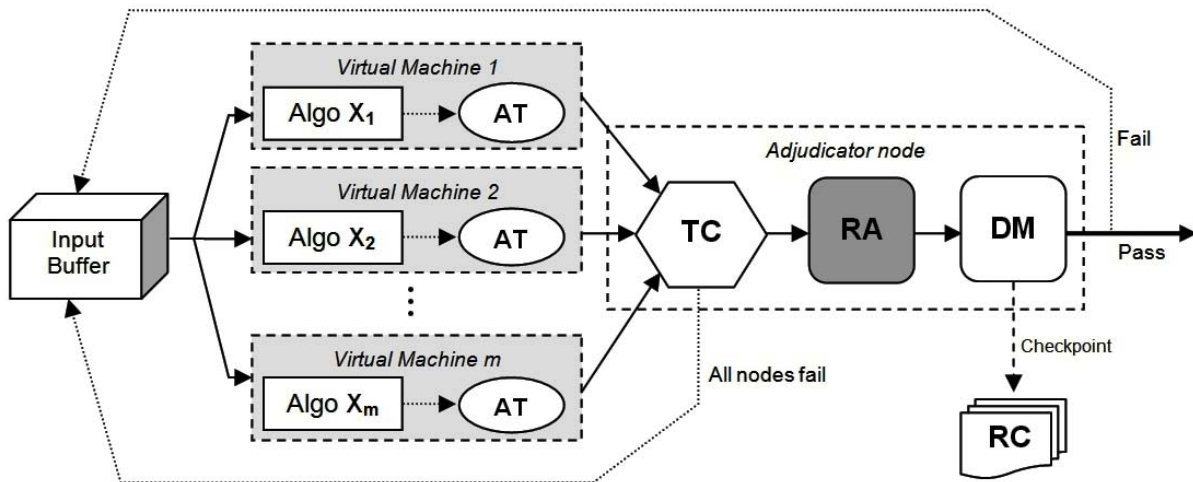 Virtual Machine 1
Algo X1
AT
Fail
Adjudicator node
Virtual Machine 2
Input
Buffer
Algo X2
AT
TC
RA
DM
Pass
Virtual Machine m
Checkpoint
All nodes fail
Algo Xm
AT
RC